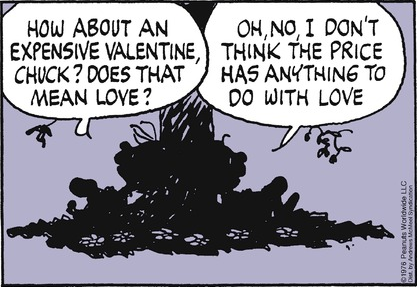 HOW ABOUT AN
EXPENSIVE VALENTINE,
CHUCK? DOES THAT
MEAN LOVE?
OH, NO, I DON'T
THINK THE PRICE
HAS ANYTHING TO
DO WITH LOVE
©1976 Peanuts Worldwide LLC
Dist. by Andrews McMeel Syndication